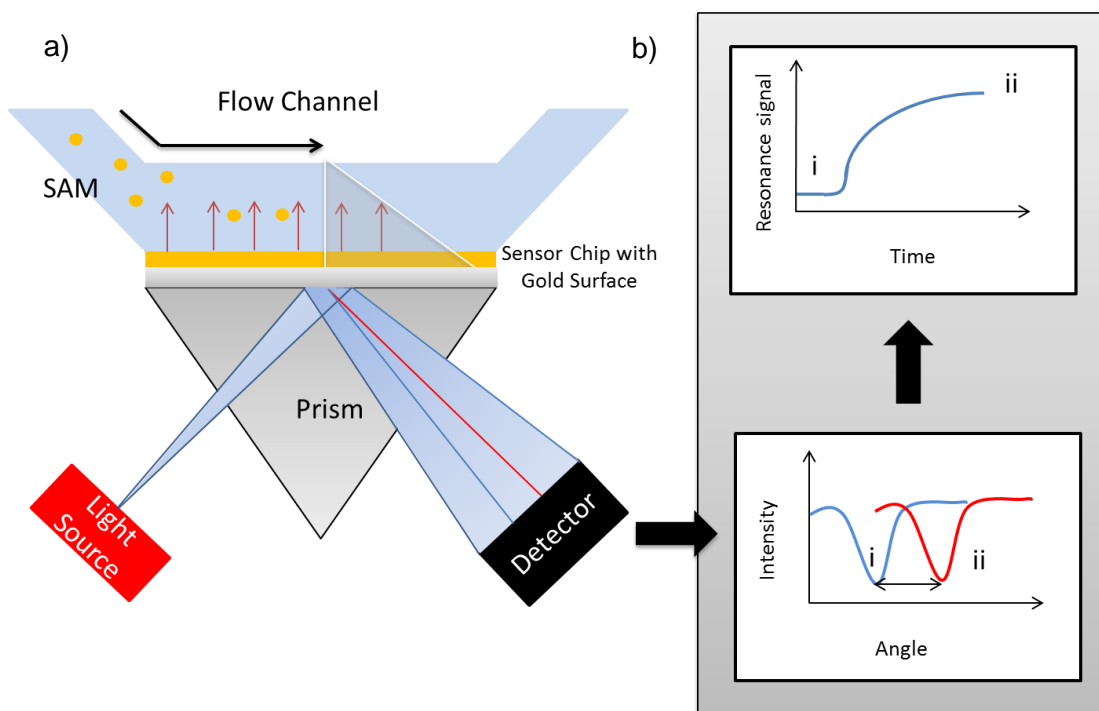 a)
Flow Channel
SAM
Sensor Chip with
Gold Surface
Prism
Light
Source
Detector
b)
Resonance signal
i
ii
Time
Intensity
i
ii
Angle